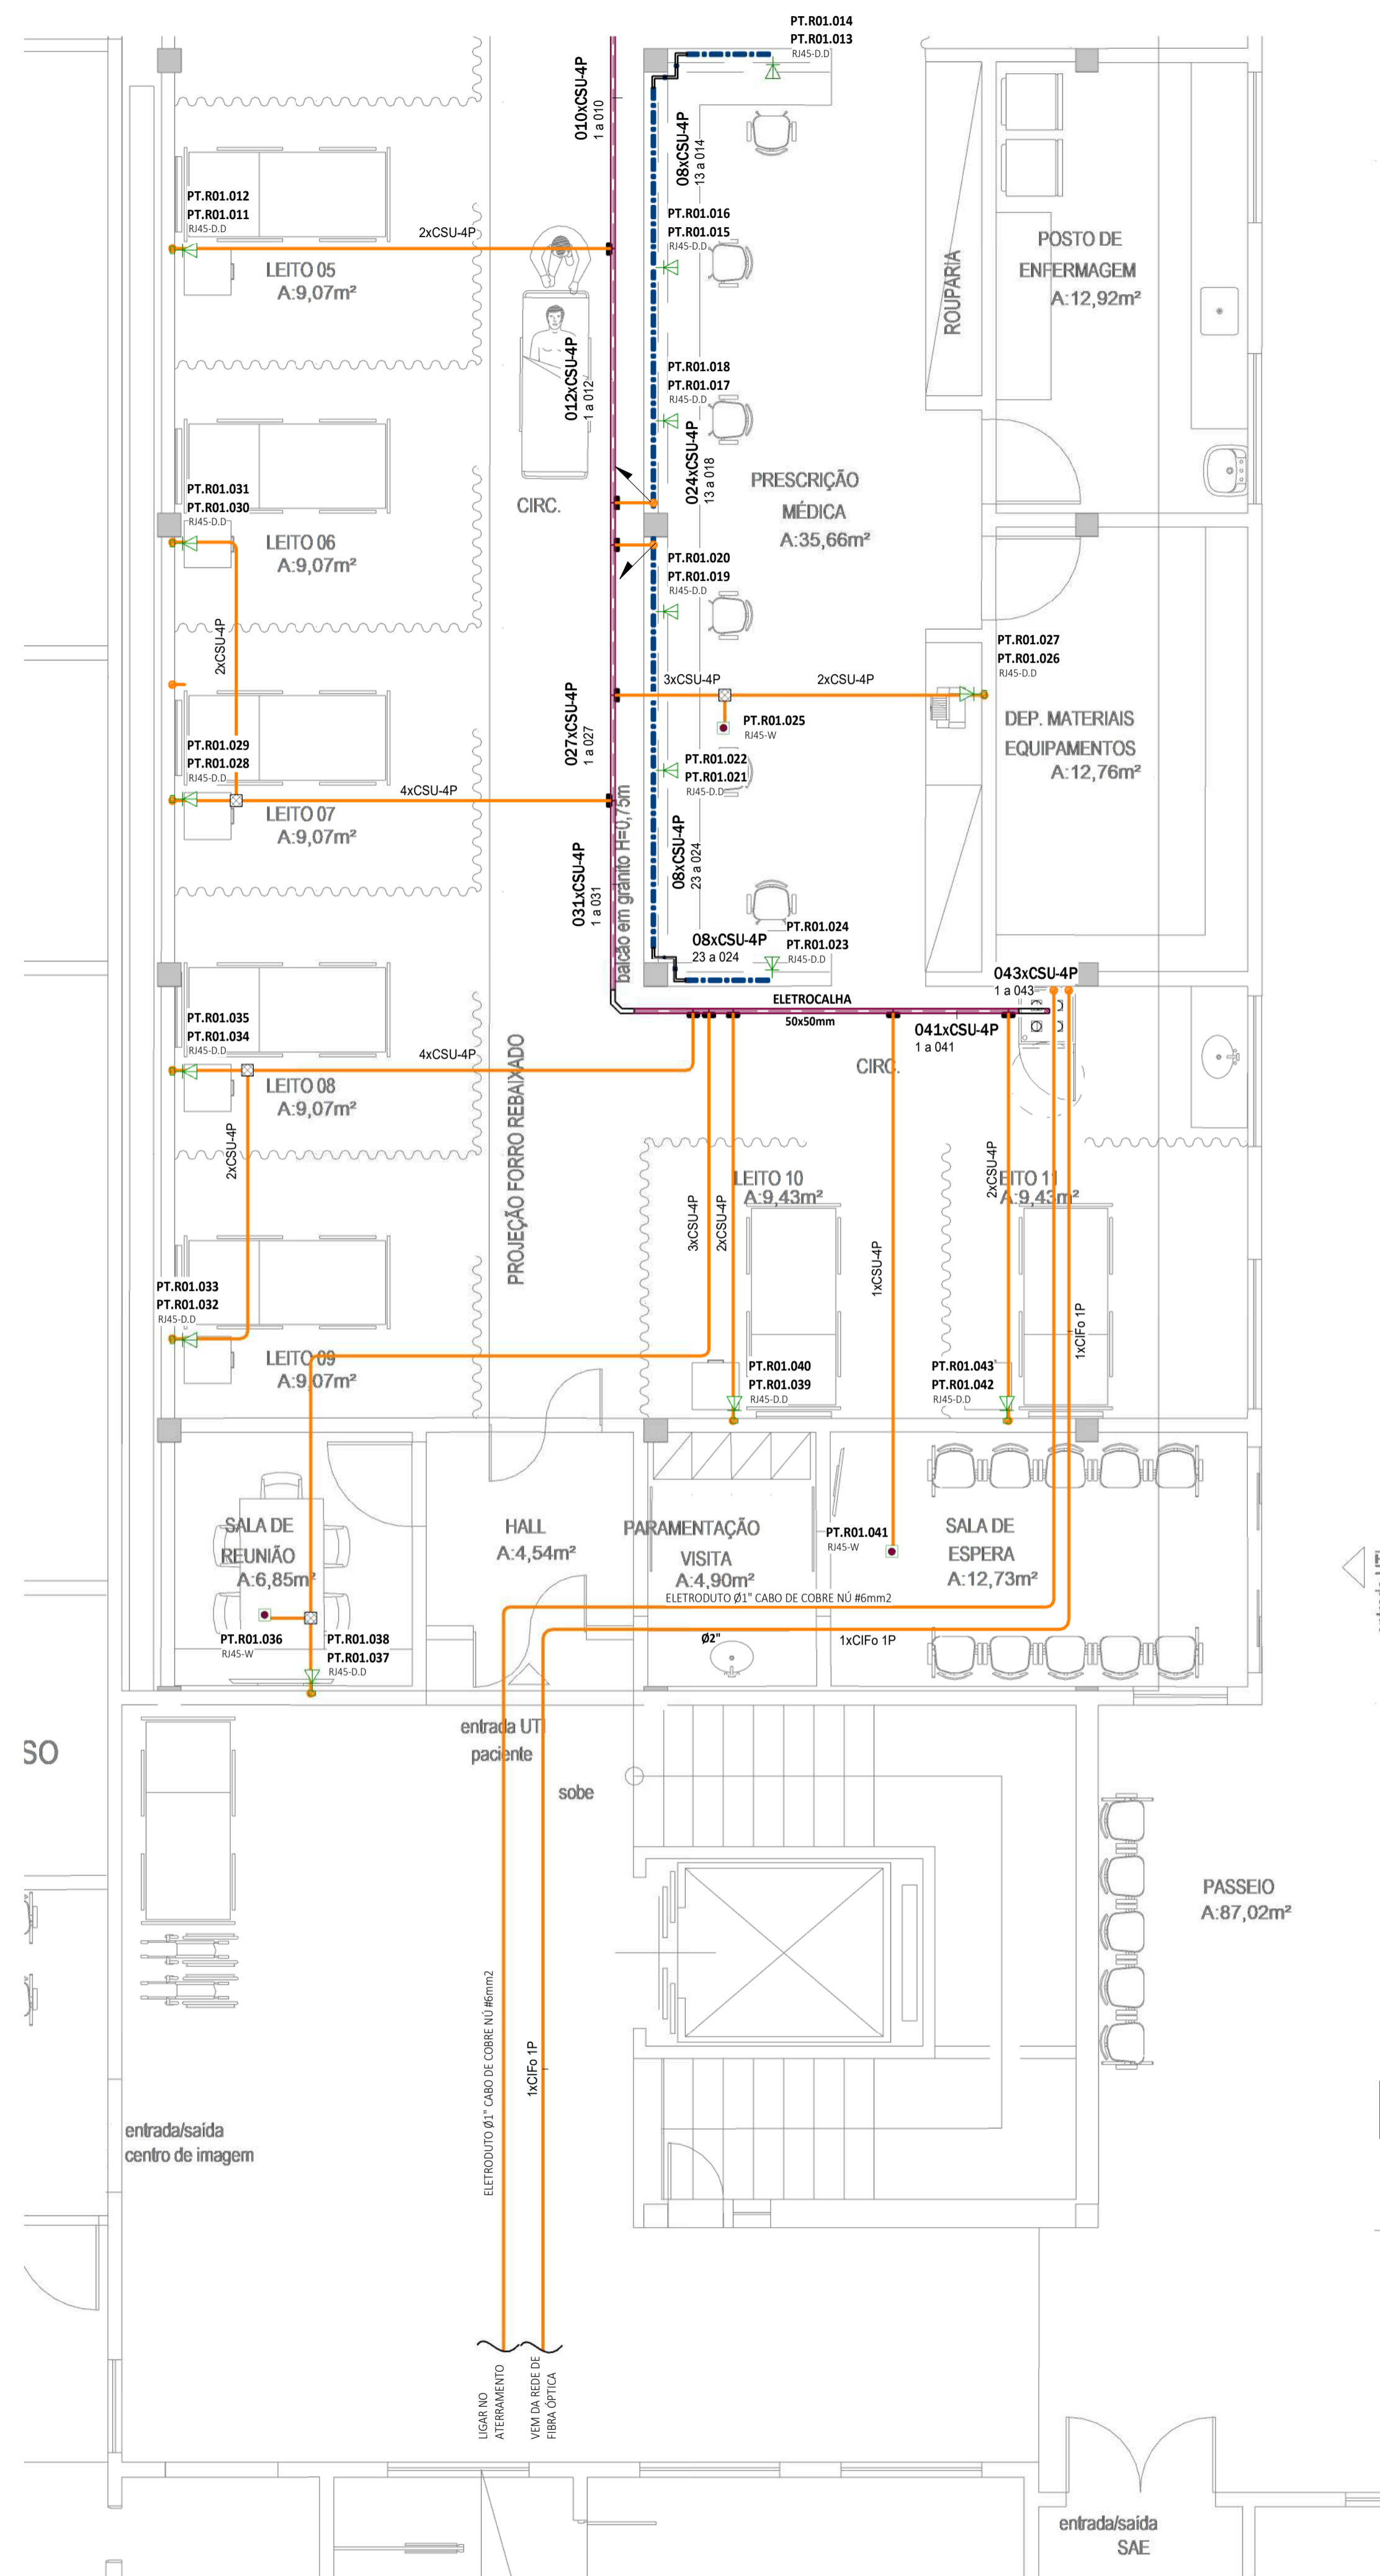 PT.R01.014
PT.R01.013
RJ45-D.D
010xCSU-4P
1 a 010
08xCSU-4P
13 a 014
PT.R01.012
PT.R01.011
RJ45-D.D
2xCSU-4P
LEITO 05
A:9,07m²
PT.R01.016
PT.R01.015
RJ45-D.D
ROUPARIA
POSTO DE
ENFERMAGEM
A:12,92m²
012xCSU-4P
1 a 012
PT.R01.018
PT.R01.017
RJ45-D.D
024xCSU-4P
13 a 018
PRESCRIÇÃO
MÉDICA
A:35,66m²
CIRC.
PT.R01.031
PT.R01.030
RJ45-D.D
LEITO 06
A:9,07m²
PT.R01.020
PT.R01.019
RJ45-D.D
2xCSU-4P
PT.R01.027
PT.R01.026
RJ45-D.D
3xCSU-4P
2xCSU-4P
PT.R01.025
RJ45-W
DEP. MATERIAIS
EQUIPAMENTOS
A:12,76m²
027xCSU-4P
1 a 027
PT.R01.029
PT.R01.028
RJ45-D.D
PT.R01.022
PT.R01.021
RJ45-D.D
4xCSU-4P
LEITO 07
A:9,07m²
balcão em granito H=0,75m
08xCSU-4P
23 a 024
031xCSU-4P
1 a 031
PT.R01.024
PT.R01.023
RJ45-D.D
08xCSU-4P
23 a 024
043xCSU-4P
1 a 043
ELETROCALHA
50x50mm
041xCSU-4P
1 a 041
PT.R01.035
PT.R01.034
RJ45-D.D
4xCSU-4P
CIRC.
LEITO 08
A:9,07m²
PROJEÇÃO FORRO REBAIXADO
2xCSU-4P
LEITO 10
A:9,43m²
2xCSU-4P
EITO 11
A:9,43m²
3xCSU-4P
2xCSU-4P
1xCSU-4P
1xCIFo 1P
PT.R01.033
PT.R01.032
RJ45-D.D
LEITO 09
A:9,07m²
PT.R01.040
PT.R01.039
RJ45-D.D
PT.R01.043
PT.R01.042
RJ45-D.D
SALA DE
REUNIÃO
A:6,85m²
HALL
A:4,54m²
PARAMENTAÇÃO
VISITA
A:4,90m²
PT.R01.041
RJ45-W
SALA DE
ESPERA
A:12,73m²
ELETRODUTO Ø1" CABO DE COBRE NÚ #6mm2
PT.R01.036
RJ45-W
PT.R01.038
PT.R01.037
RJ45-D.D
Ø2"
1xCIFo 1P
entrada UTI
paciente
SO
sobe
PASSEIO
A:87,02m²
ELETRODUTO Ø1" CABO DE COBRE NÚ #6mm2
1xCIFo 1P
entrada/saída
centro de imagem
LIGAR NO
ATERRAMENTO
VEM DA REDE DE
FIBRA ÓPTICA
entrada/saída
SAE